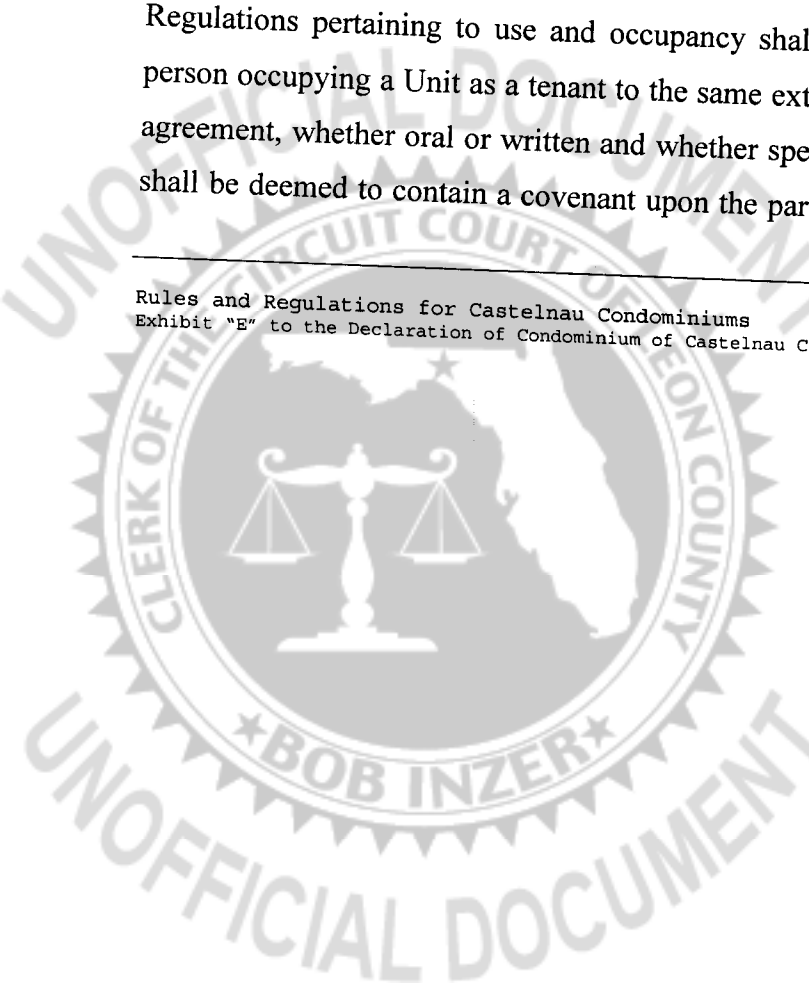 Regulations pertaining to use and occupancy shal
person occupying a Unit as a tenant to the same ext
agreement, whether oral or written and whether spe
shall be deemed to contain a covenant upon the par
Rules and Regulations for Castelnau Condominiums
Exhibit "E" to the Declaration of Condominium of Castelnau C
UNOFFICIAL DOCUMENT
CLERK OF THE CIRCUIT COURT OF LEON COUNTY
★BOB INZER★
UNOFFICIAL DOCUMENT